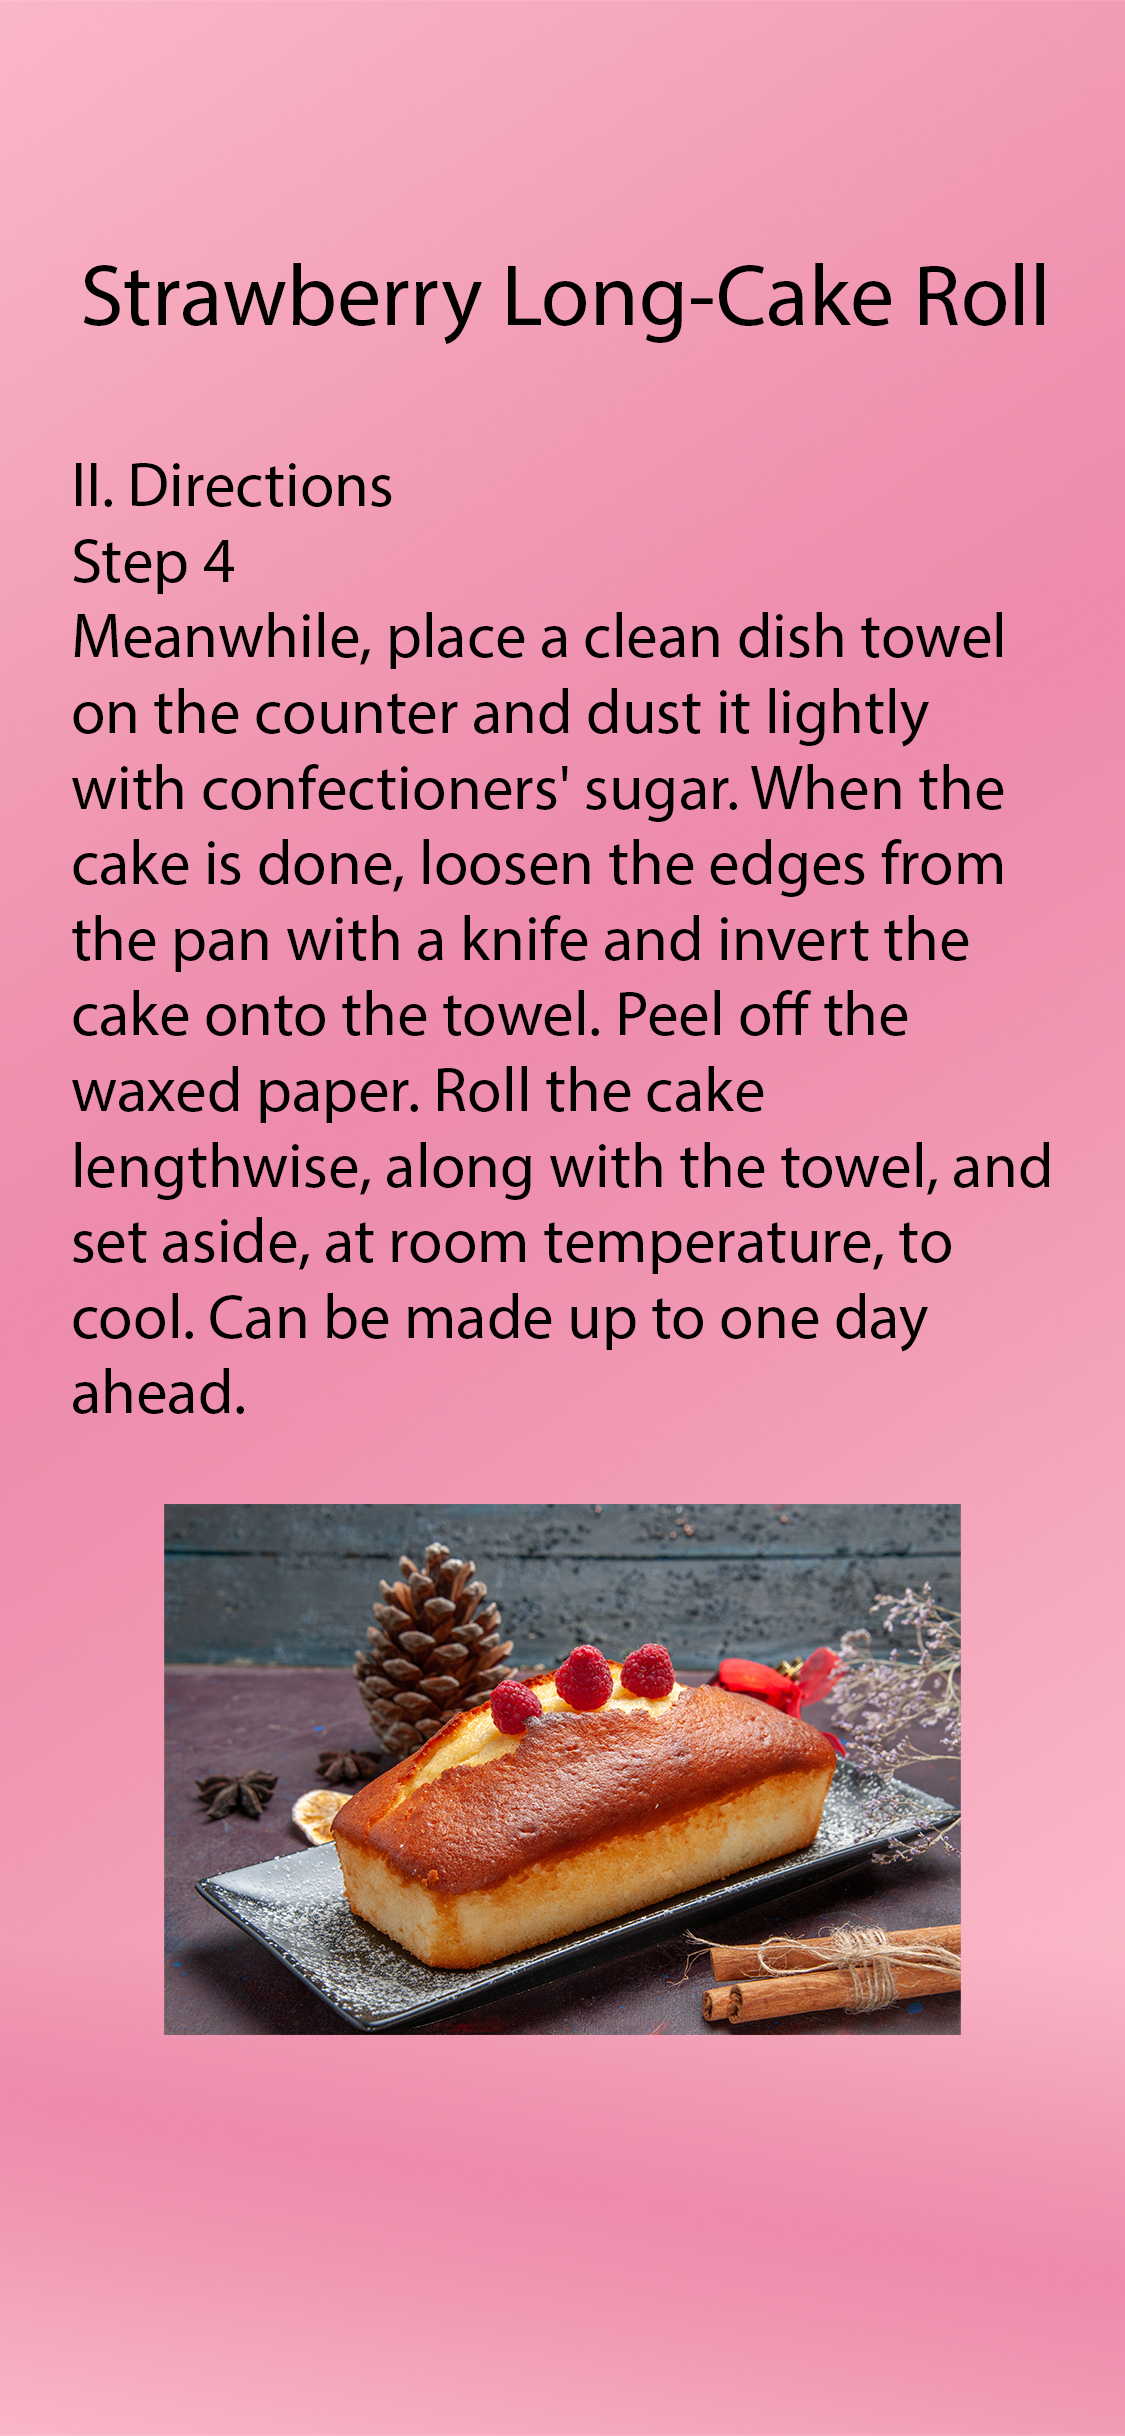 Strawberry Long-Cake Roll
II. Directions
Step 4
Meanwhile, place a clean dish towel
on the counter and dust it lightly
with confectioners' sugar. When the
cake is done, loosen the edges from
the pan with a knife and invert the
cake onto the towel. Peel off the
waxed paper. Roll the cake
lengthwise, along with the towel, and
set aside, at room temperature, to
cool. Can be made up to one day
ahead.